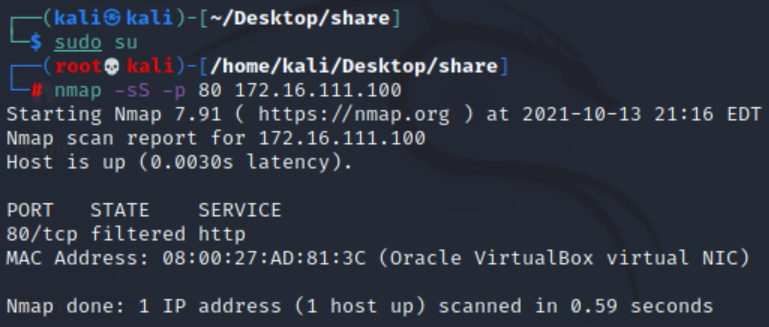 ┌──(kali㉿kali)-[~/Desktop/share]
└─$ sudo su
┌──(root💀kali)-[/home/kali/Desktop/share]
└─# nmap -sS -p 80 172.16.111.100
Starting Nmap 7.91 ( https://nmap.org ) at 2021-10-13 21:16 EDT
Nmap scan report for 172.16.111.100
Host is up (0.0030s latency).
PORT   STATE    SERVICE
80/tcp filtered http
MAC Address: 08:00:27:AD:81:3C (Oracle VirtualBox virtual NIC)
Nmap done: 1 IP address (1 host up) scanned in 0.59 seconds